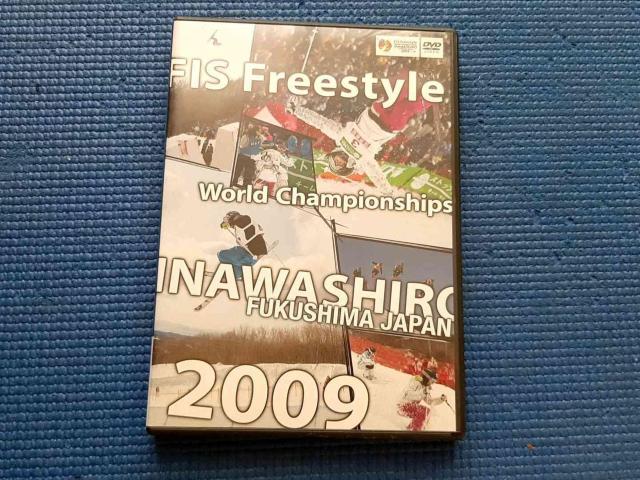 DVD
FIS Freestyle
World Championships
INAWASHIRO
FUKUSHIMA JAPAN
2009